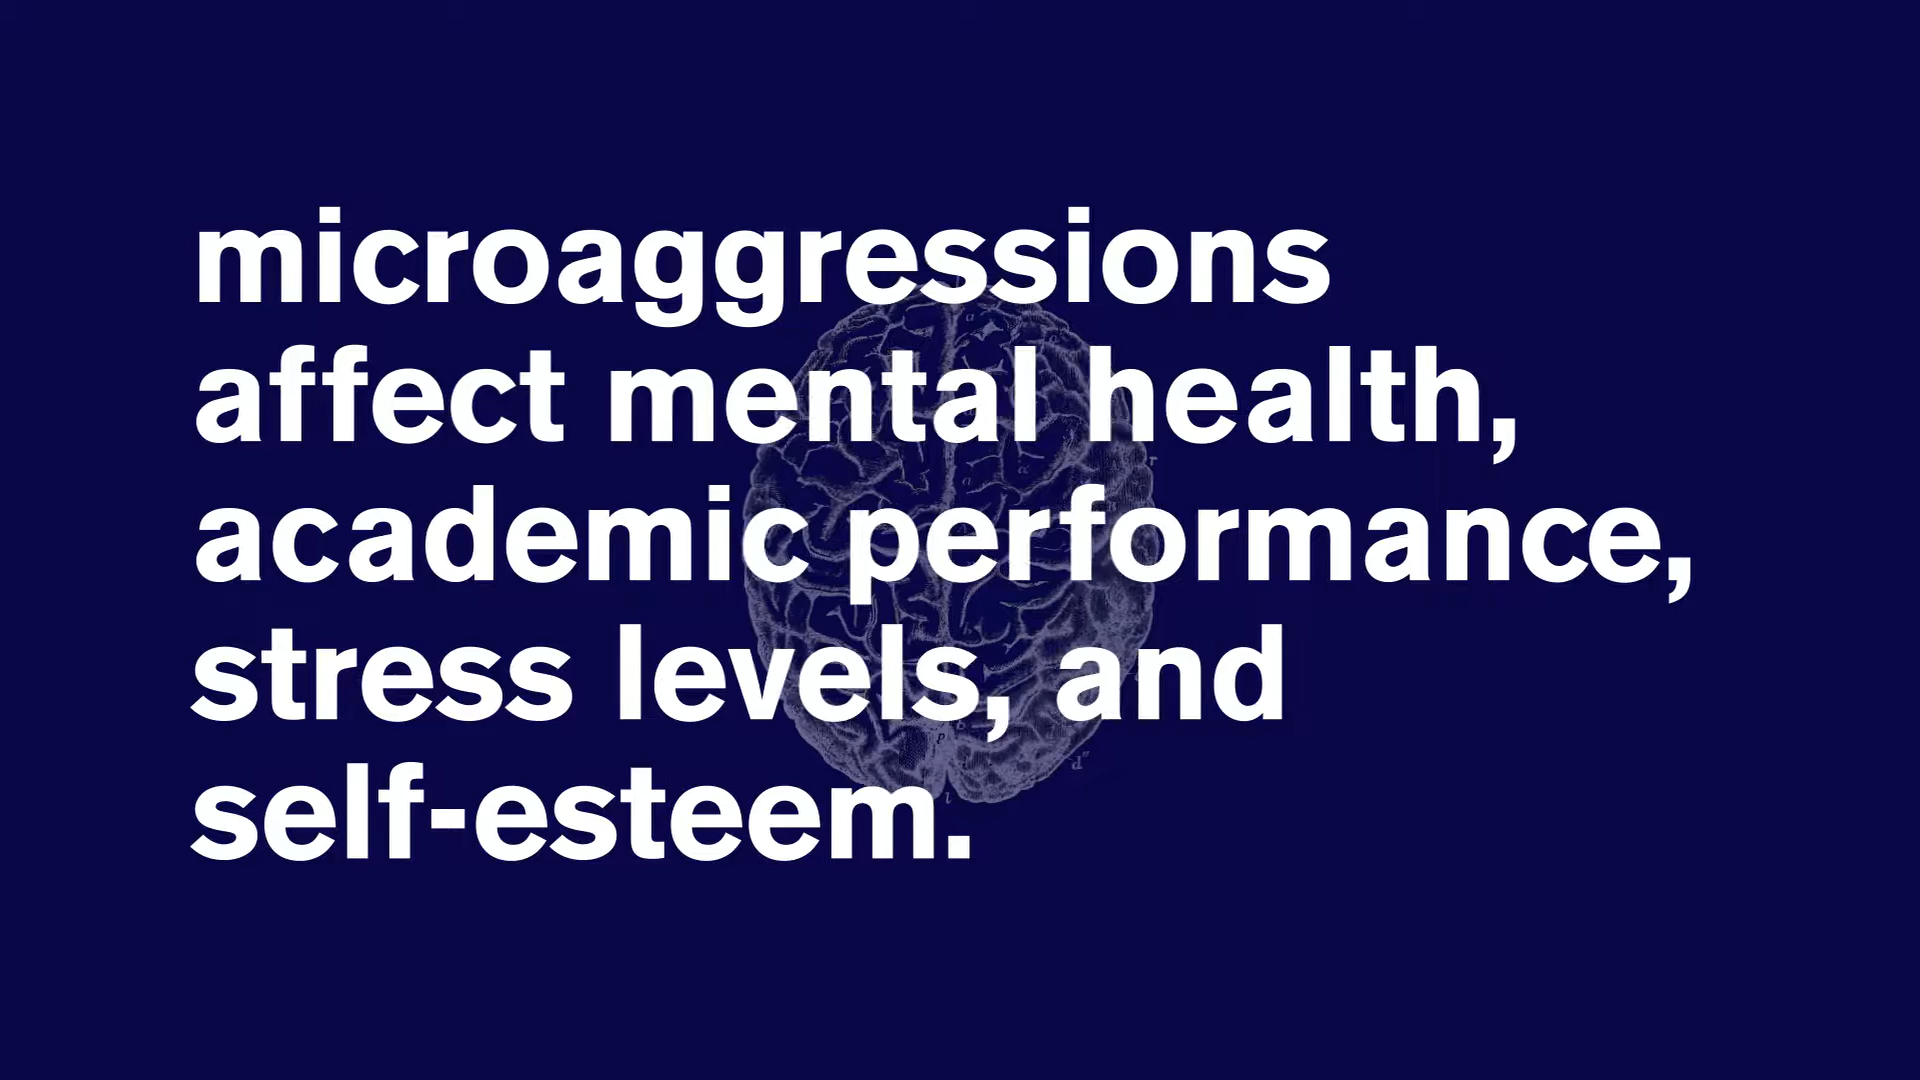 microaggressions
affect mental health,
academic performance,
stress levels, and
self-esteem.